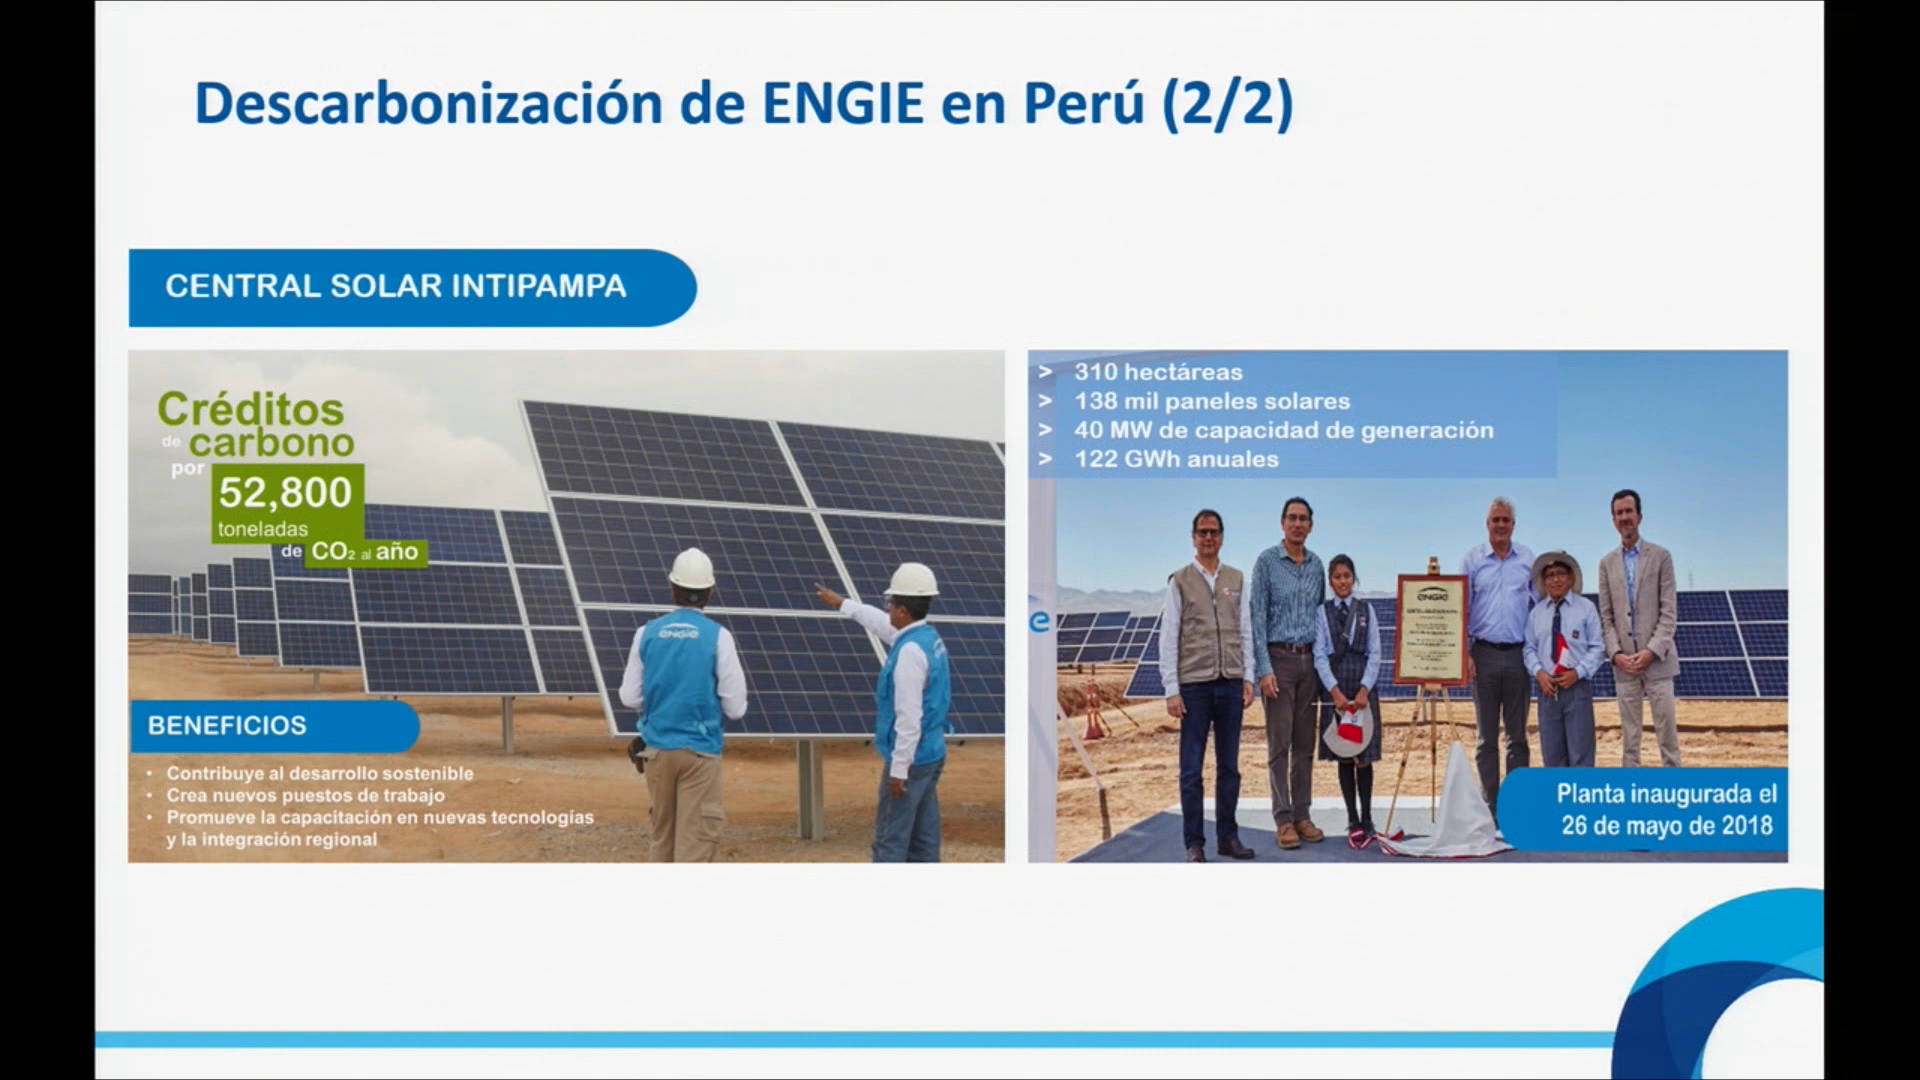 Descarbonización de ENGIE en Perú (2/2)
CENTRAL SOLAR INTIPAMPA
Créditos
de carbono
por 52,800
toneladas
de CO₂ al año
ENGIE
BENEFICIOS
• Contribuye al desarrollo sostenible
• Crea nuevos puestos de trabajo
• Promueve la capacitación en nuevas tecnologías
y la integración regional
> 310 hectáreas
> 138 mil paneles solares
> 40 MW de capacidad de generación
> 122 GWh anuales
e
ENGIE
Planta inaugurada el
26 de mayo de 2018